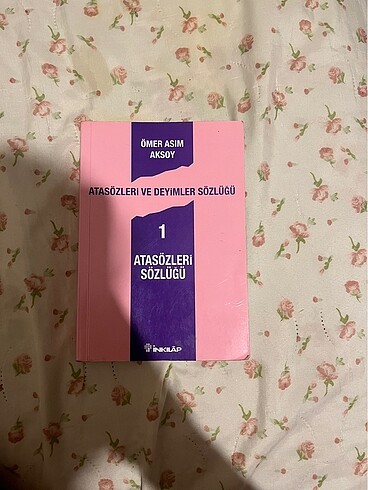 ÖMER ASIM
AKSOY
ATASÖZLERİ VE DEYİMLER SÖZLÜĞÜ
1
ATASÖZLERİ
SÖZLÜĞÜ
İNKILÂP